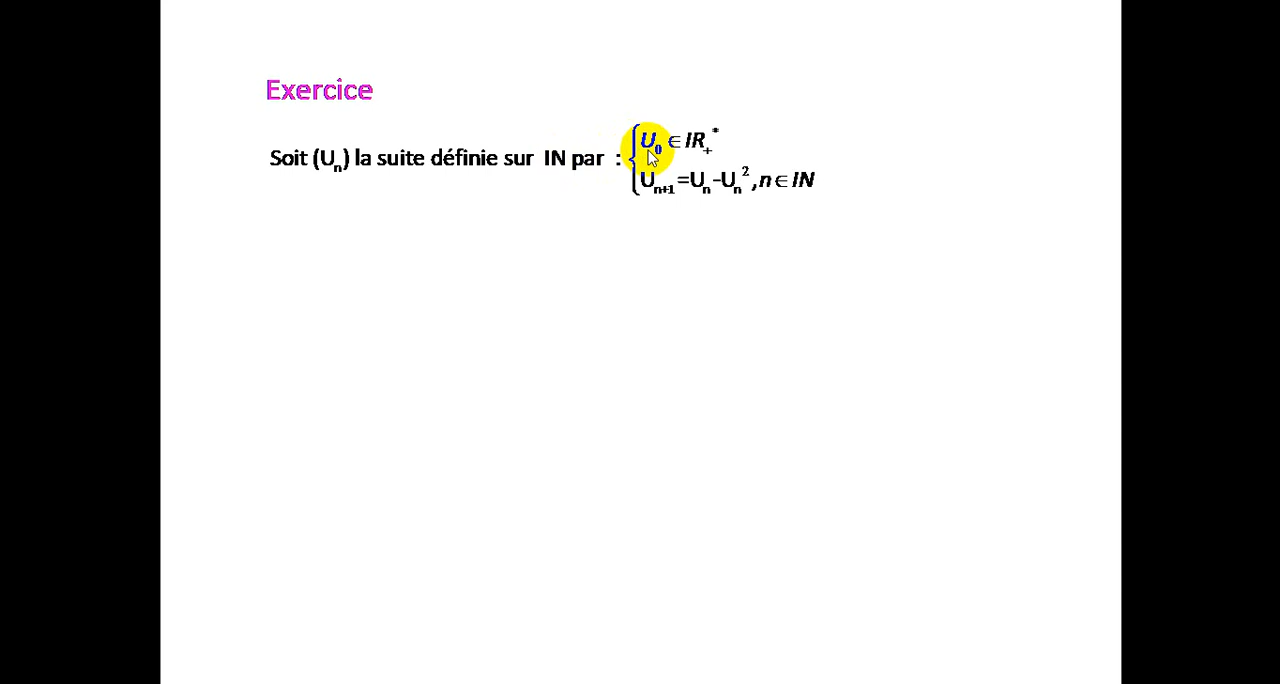 Exercice
Soit (Uₙ) la suite définie sur IN par : { U₀ ∈ IR₊*
Uₙ₊₁=Uₙ-Uₙ² ,n ∈ IN